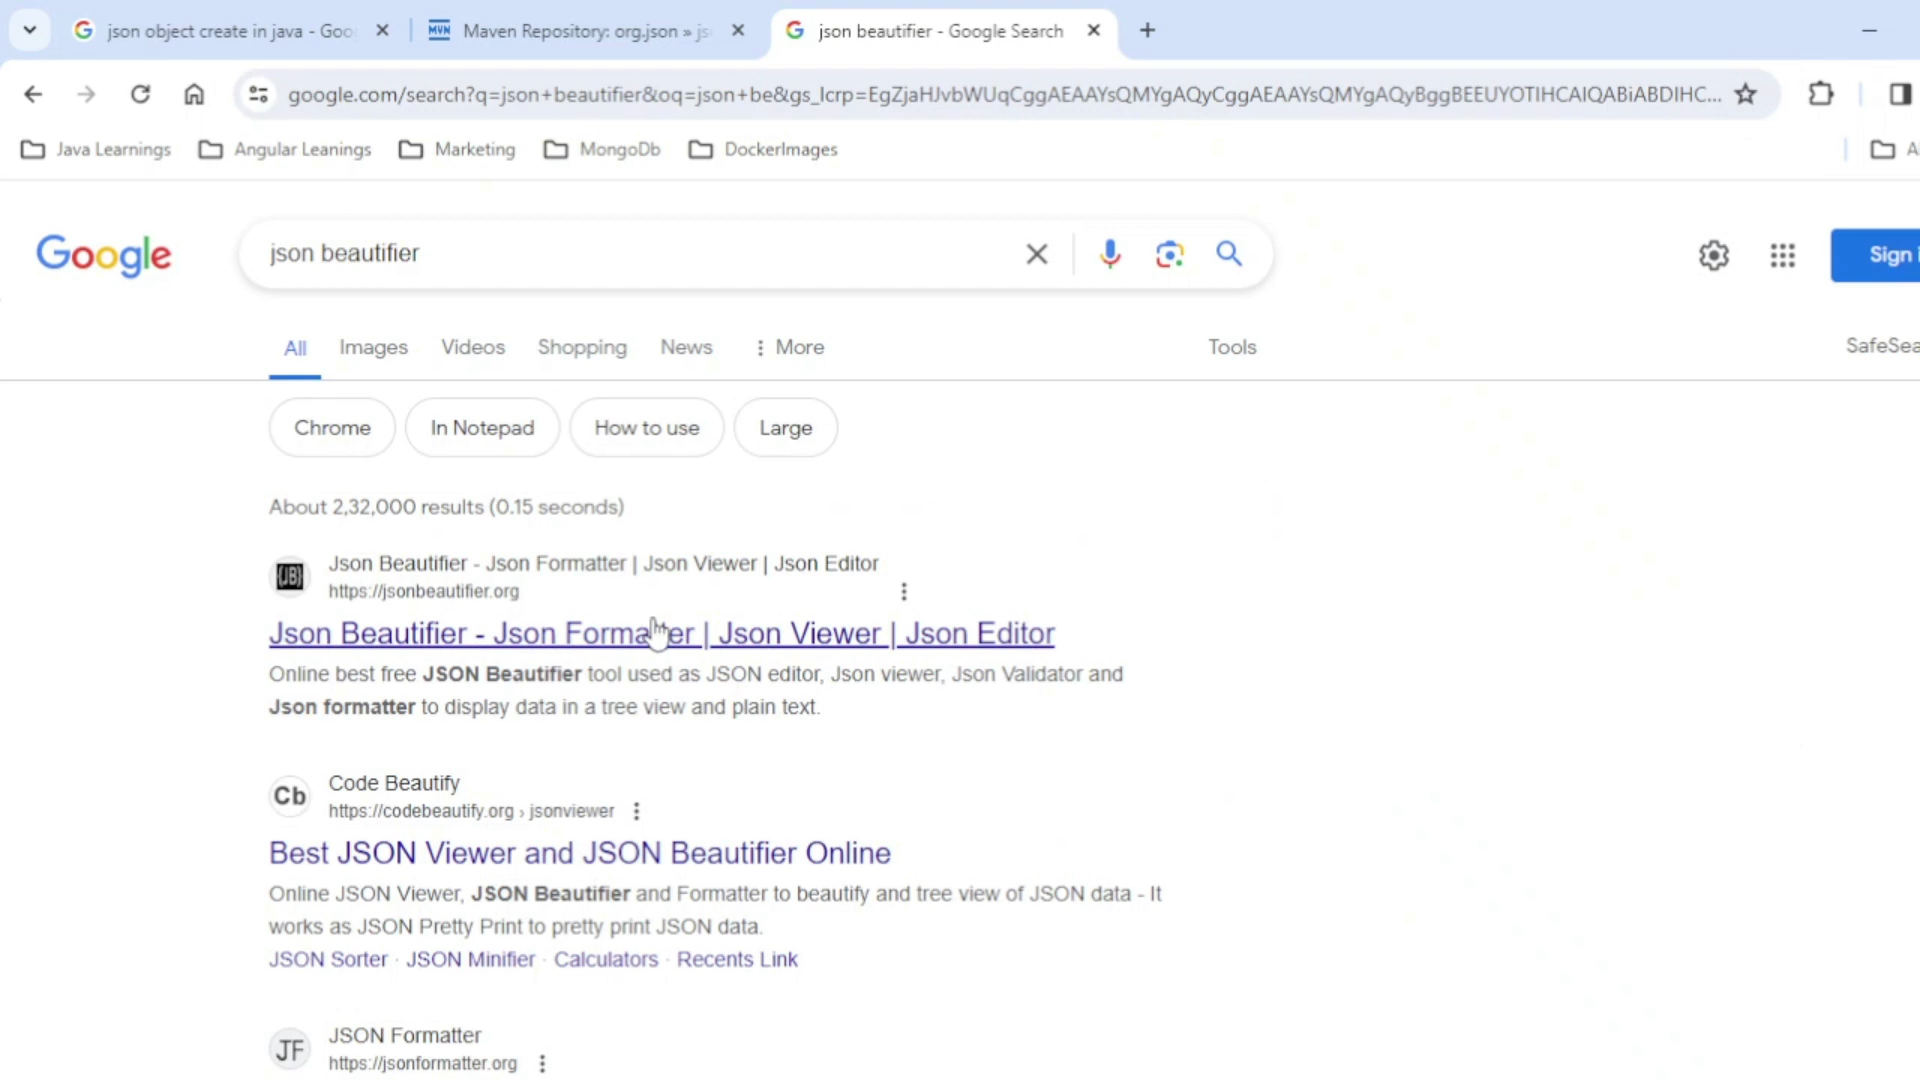 json object create in java - Goo
Maven Repository: org.json » js
json beautifier - Google Search
google.com/search?q=json+beautifier&oq=json+be&gs_lcrp=EgZjaHJvbWUqCggAEAAYsQMYgAQyCggAEAAYsQMYgAQyBggBEEUYOTIHCAIQABiABDIHC...
Java Learnings
Angular Leanings
Marketing
MongoDb
DockerImages
Google
json beautifier
Sign i
All
Images
Videos
Shopping
News
More
Tools
SafeSea
Chrome
In Notepad
How to use
Large
About 2,32,000 results (0.15 seconds)
{JB}
Json Beautifier - Json Formatter | Json Viewer | Json Editor
https://jsonbeautifier.org
Json Beautifier - Json Formatter | Json Viewer | Json Editor
Online best free JSON Beautifier tool used as JSON editor, Json viewer, Json Validator and
Json formatter to display data in a tree view and plain text.
Cb
Code Beautify
https://codebeautify.org › jsonviewer
Best JSON Viewer and JSON Beautifier Online
Online JSON Viewer, JSON Beautifier and Formatter to beautify and tree view of JSON data - It
works as JSON Pretty Print to pretty print JSON data.
JSON Sorter · JSON Minifier · Calculators · Recents Link
JF
JSON Formatter
https://jsonformatter.org